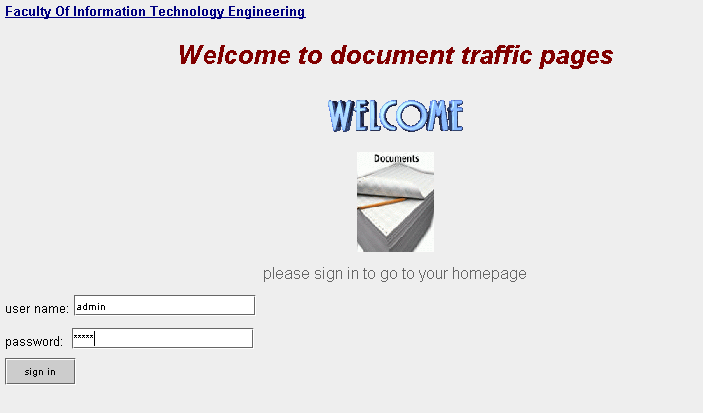 Faculty Of Information Technology Engineering
Welcome to document traffic pages
WELCOME
Documents
please sign in to go to your homepage
user name: admin
password: *****
sign in